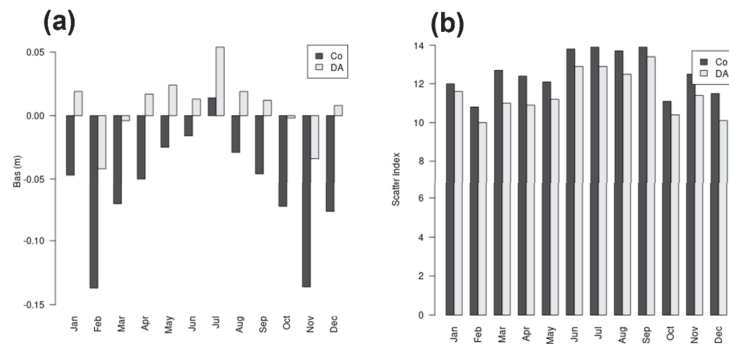 (a)
Co
DA
0.05
0.00
-0.05
-0.10
-0.15
Bas (m)
Jan Feb Mar Apr May Jun Jul Aug Sep Oct Nov Dec
(b)
Co
DA
14
12
10
8
6
4
2
0
Scatter Index
Jan Feb Mar Apr May Jun Jul Aug Sep Oct Nov Dec